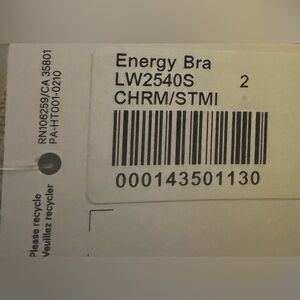 Energy Bra
LW2540S 2
CHRM/STMI
000143501130
RN106259/CA 35801
PA-HT001-0210
Please recycle
Veuillez recycler